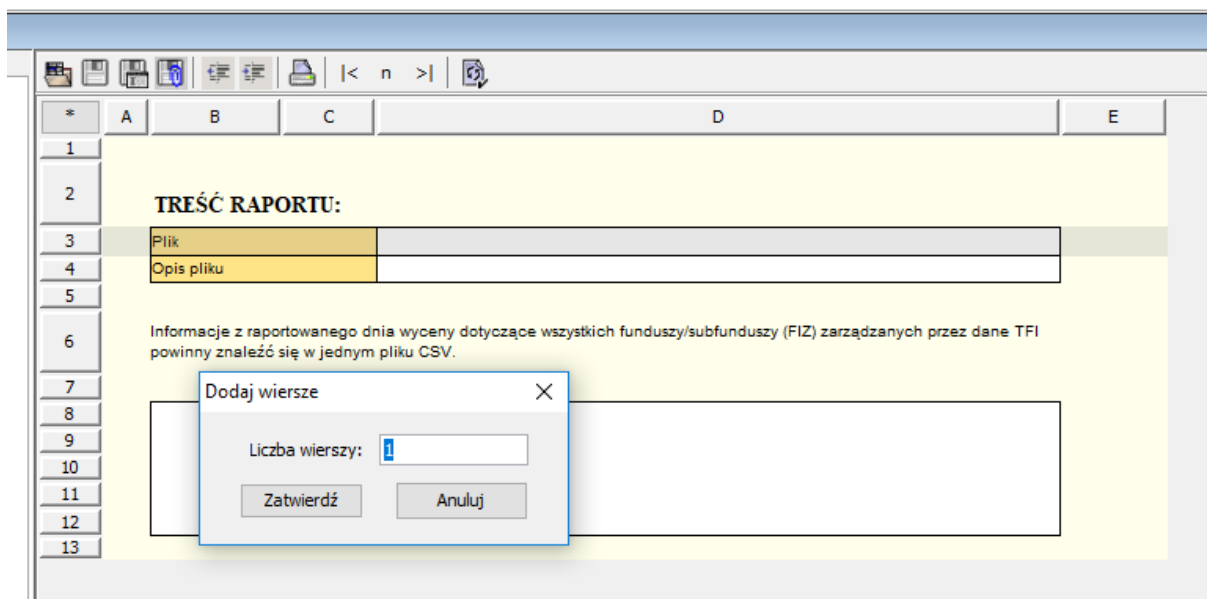 |< n >|
* A B C D E
1
2 TREŚĆ RAPORTU:
3 Plik
4 Opis pliku
5
6 Informacje z raportowanego dnia wyceny dotyczące wszystkich funduszy/subfunduszy (FIZ) zarządzanych przez dane TFI
powinny znaleźć się w jednym pliku CSV.
7 Dodaj wiersze
8
9 Liczba wierszy: 1
10
11 Zatwierdź Anuluj
12
13